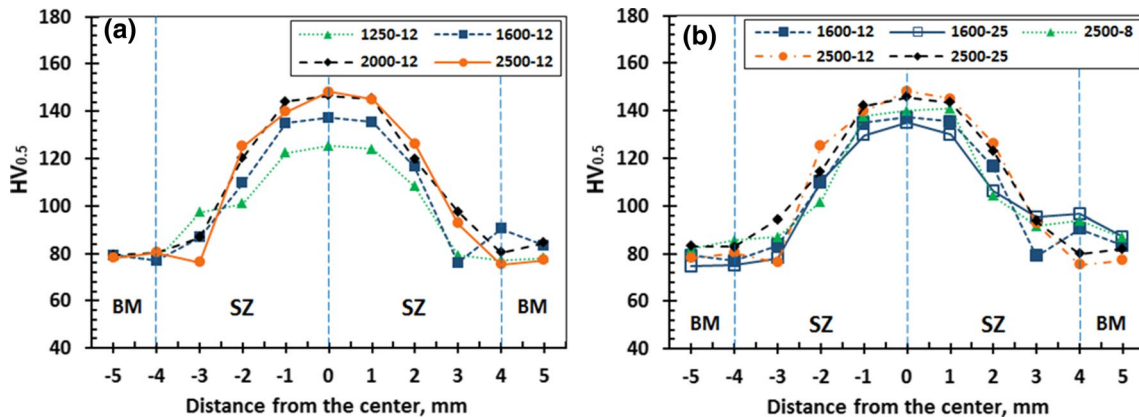 (a)
1250-12 1600-12
2000-12 2500-12
180
160
140
120
100
80
60
40
HV0.5
BM SZ SZ BM
-5 -4 -3 -2 -1 0 1 2 3 4 5
Distance from the center, mm
(b)
1600-12 1600-25 2500-8
2500-12 2500-25
180
160
140
120
100
80
60
40
HV0.5
BM SZ SZ BM
-5 -4 -3 -2 -1 0 1 2 3 4 5
Distance from the center, mm